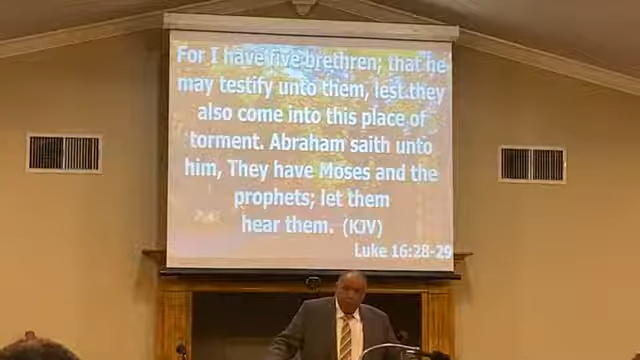 For I have five brethren; that he
may testify unto them, lest they
also come into this place of
torment. Abraham saith unto
him, They have Moses and the
prophets; let them
hear them. (KJV)
Luke 16:28-29